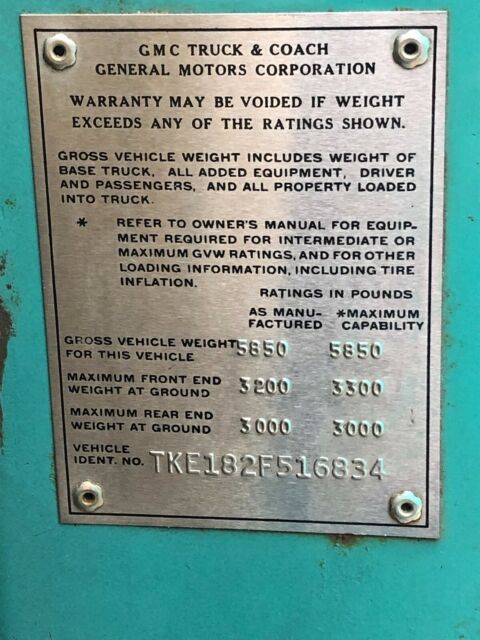 GMC TRUCK & COACH
GENERAL MOTORS CORPORATION
WARRANTY MAY BE VOIDED IF WEIGHT
EXCEEDS ANY OF THE RATINGS SHOWN.
GROSS VEHICLE WEIGHT INCLUDES WEIGHT OF
BASE TRUCK, ALL ADDED EQUIPMENT, DRIVER
AND PASSENGERS, AND ALL PROPERTY LOADED
INTO TRUCK.
* REFER TO OWNER'S MANUAL FOR EQUIP-
MENT REQUIRED FOR INTERMEDIATE OR
MAXIMUM GVW RATINGS, AND FOR OTHER
LOADING INFORMATION, INCLUDING TIRE
INFLATION.
RATINGS IN POUNDS
AS MANU- *MAXIMUM
FACTURED CAPABILITY
GROSS VEHICLE WEIGHT
FOR THIS VEHICLE 5850 5850
MAXIMUM FRONT END
WEIGHT AT GROUND 3200 3300
MAXIMUM REAR END
WEIGHT AT GROUND 3000 3000
VEHICLE
IDENT. NO. TKE182F516834